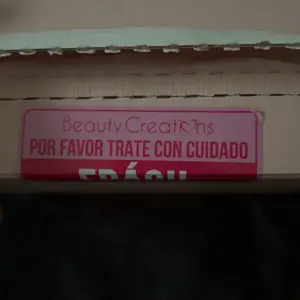 Beauty Creations
POR FAVOR TRATE CON CUIDADO